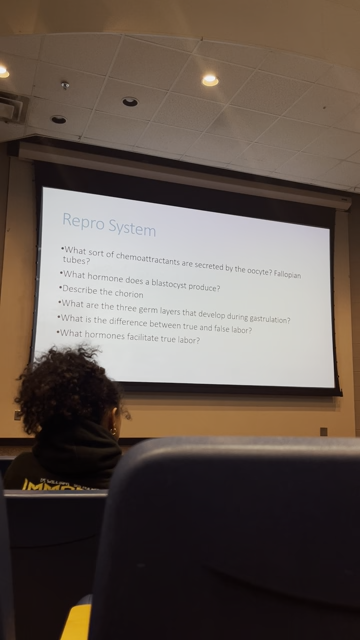 Repro System
•What sort of chemoattractants are secreted by the oocyte? Fallopian
tubes?
•What hormone does a blastocyst produce?
•Describe the chorion
•What are the three germ layers that develop during gastrulation?
•What is the difference between true and false labor?
•What hormones facilitate true labor?